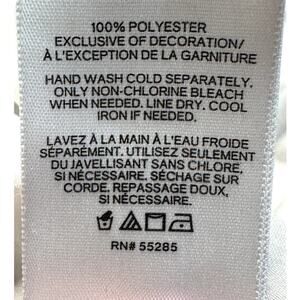 100% POLYESTER
EXCLUSIVE OF DECORATION/
À L'EXCEPTION DE LA GARNITURE
HAND WASH COLD SEPARATELY.
ONLY NON-CHLORINE BLEACH
WHEN NEEDED. LINE DRY. COOL
IRON IF NEEDED.
LAVEZ À LA MAIN À L'EAU FROIDE
SÉPARÉMENT. UTILISEZ SEULEMENT
DU JAVELLISANT SANS CHLORE,
SI NÉCESSAIRE. SÉCHAGE SUR
CORDE. REPASSAGE DOUX,
SI NÉCESSAIRE.
RN# 55285